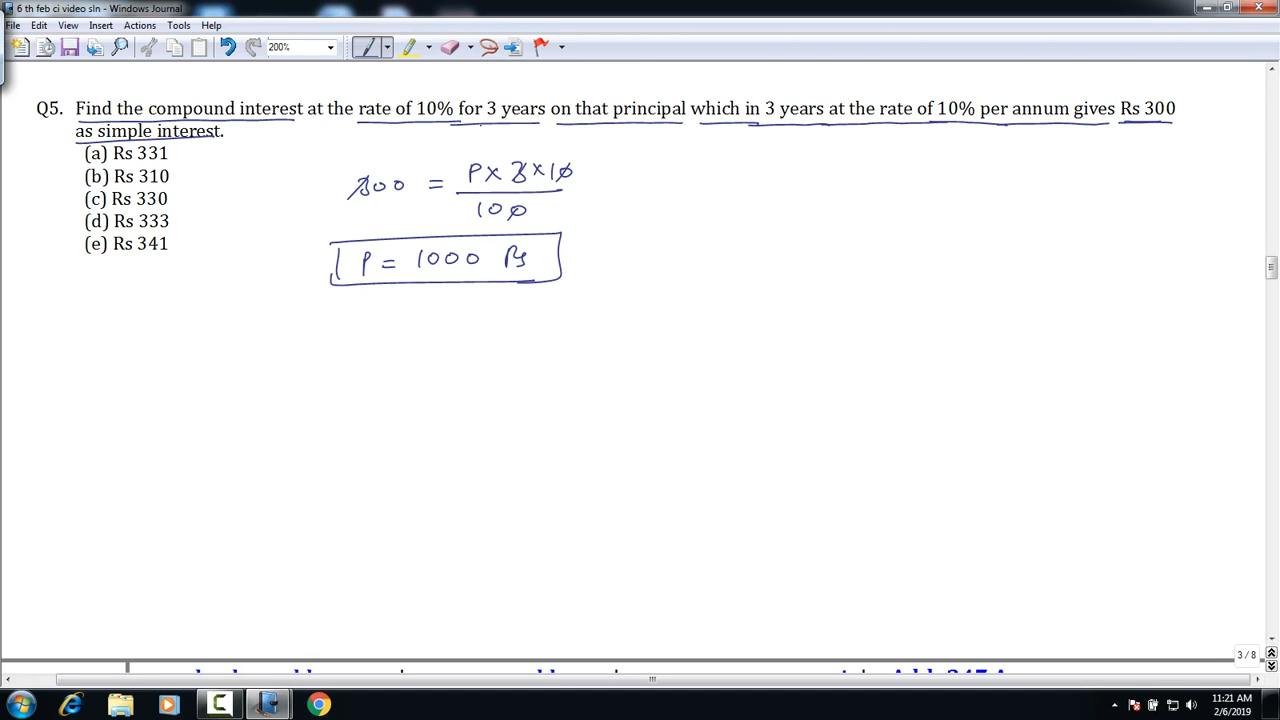 6 th feb ci video sln - Windows Journal
File Edit View Insert Actions Tools Help
200%
Q5. Find the compound interest at the rate of 10% for 3 years on that principal which in 3 years at the rate of 10% per annum gives Rs 300
as simple interest.
(a) Rs 331
(b) Rs 310
(c) Rs 330
(d) Rs 333
(e) Rs 341
300 = P × 3 × 10
100
P = 1000 Rs
3 / 8
11:21 AM
2/6/2019